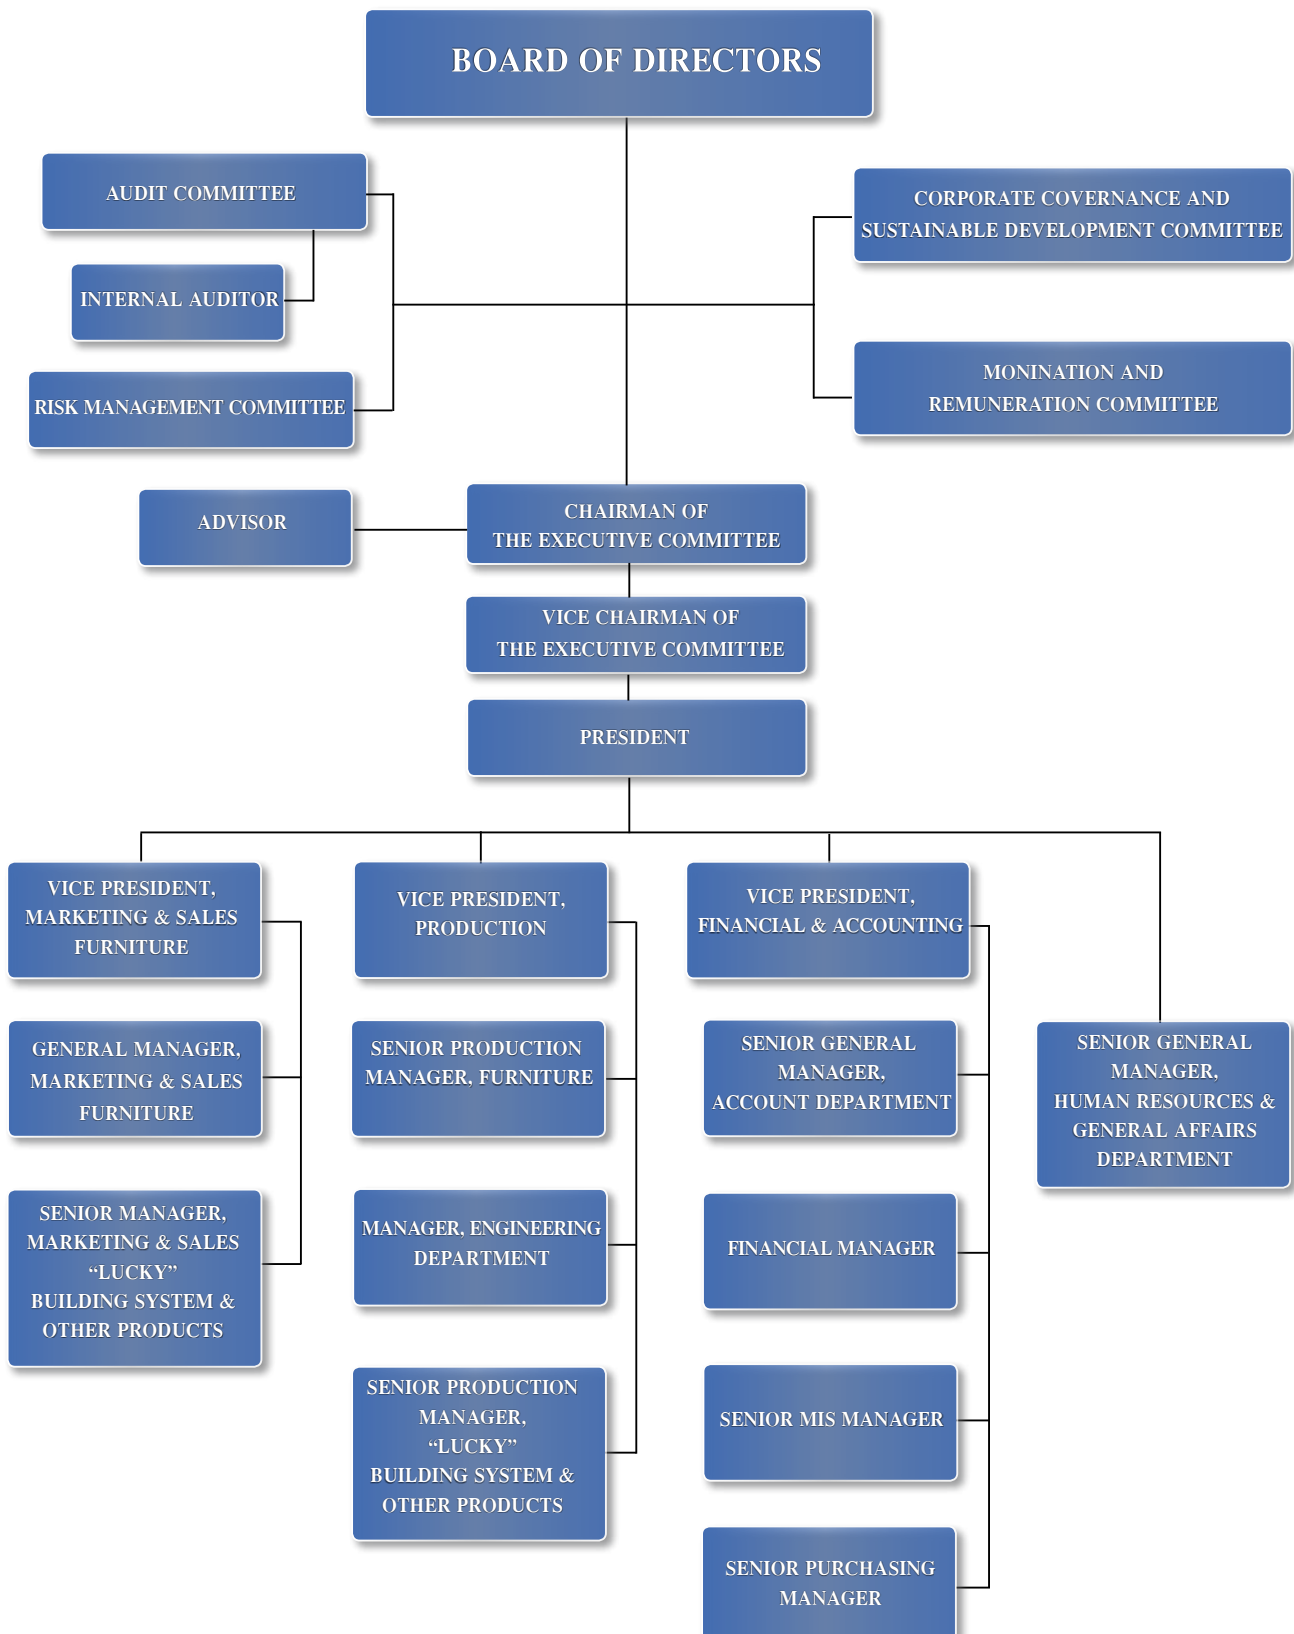 BOARD OF DIRECTORS
AUDIT COMMITTEE
INTERNAL AUDITOR
RISK MANAGEMENT COMMITTEE
CORPORATE COVERNANCE AND
SUSTAINABLE DEVELOPMENT COMMITTEE
MONINATION AND
REMUNERATION COMMITTEE
ADVISOR
CHAIRMAN OF
THE EXECUTIVE COMMITTEE
VICE CHAIRMAN OF
THE EXECUTIVE COMMITTEE
PRESIDENT
VICE PRESIDENT,
MARKETING & SALES
FURNITURE
GENERAL MANAGER,
MARKETING & SALES
FURNITURE
SENIOR MANAGER,
MARKETING & SALES
“LUCKY”
BUILDING SYSTEM &
OTHER PRODUCTS
VICE PRESIDENT,
PRODUCTION
SENIOR PRODUCTION
MANAGER, FURNITURE
MANAGER, ENGINEERING
DEPARTMENT
SENIOR PRODUCTION
MANAGER,
“LUCKY”
BUILDING SYSTEM &
OTHER PRODUCTS
VICE PRESIDENT,
FINANCIAL & ACCOUNTING
SENIOR GENERAL
MANAGER,
ACCOUNT DEPARTMENT
FINANCIAL MANAGER
SENIOR MIS MANAGER
SENIOR PURCHASING
MANAGER
SENIOR GENERAL
MANAGER,
HUMAN RESOURCES &
GENERAL AFFAIRS
DEPARTMENT